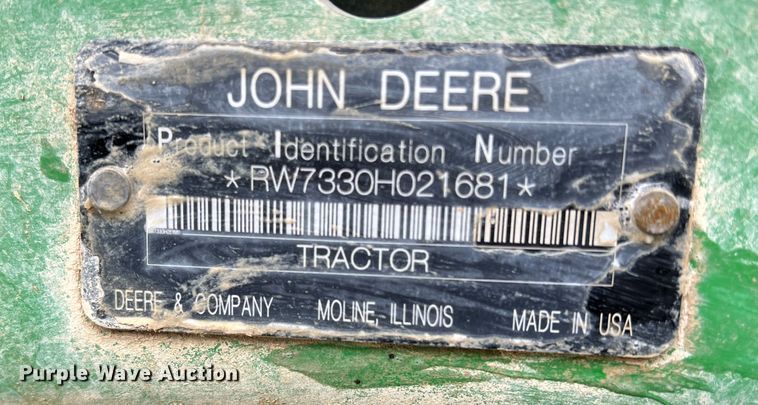 JOHN DEERE
Product Identification Number
*RW7330H021681*
TRACTOR
DEERE & COMPANY MOLINE, ILLINOIS MADE IN USA
Purple Wave Auction